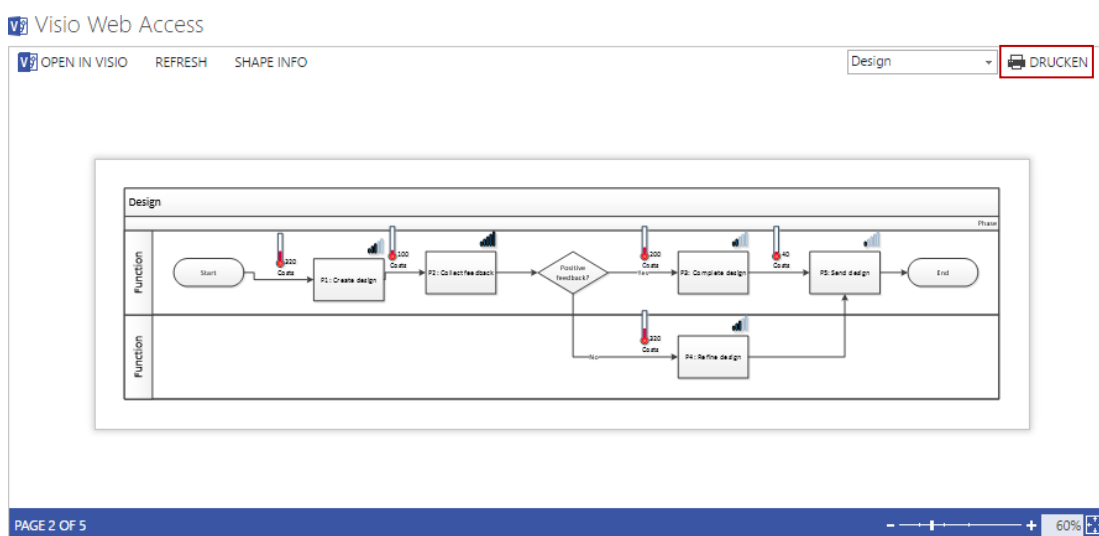 Visio Web Access
OPEN IN VISIO REFRESH SHAPE INFO Design DRUCKEN
Design
Phase
Function
Start
320
Costs
P1: Create design
100
Costs
P2: Collect feedback
Positive
feedback?
Yes
200
Costs
P3: Complete design
40
Costs
P5: Send design
End
Function
No
320
Costs
P4: Refine design
PAGE 2 OF 5 - + 60%